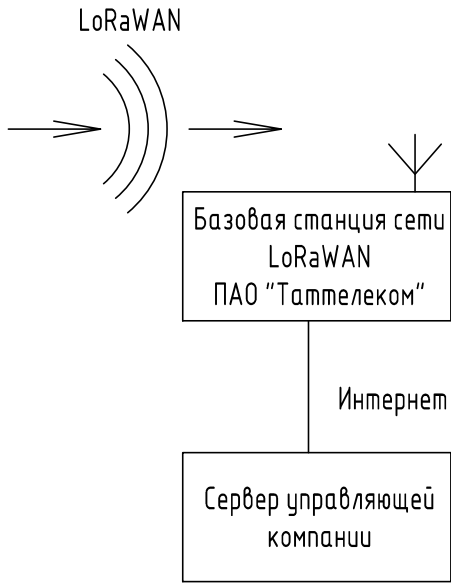 LoRaWAN
Базовая станция сети
LoRaWAN
ПАО "Таттелеком"
Интернет
Сервер управляющей
компании